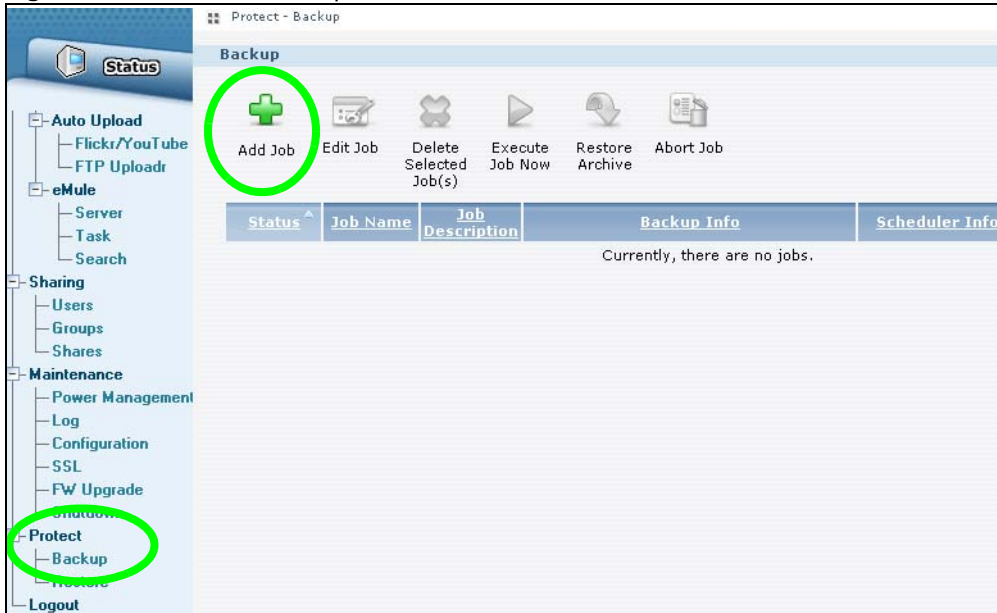 Protect - Backup
Status
Backup
Auto Upload
Flickr/YouTube
FTP Uploadr
eMule
Server
Task
Search
Sharing
Users
Groups
Shares
Maintenance
Power Management
Log
Configuration
SSL
FW Upgrade
Shutdown
Protect
Backup
Restore
Logout
Add Job
Edit Job
Delete Selected Job(s)
Execute Job Now
Restore Archive
Abort Job
Status Job Name Job Description Backup Info Scheduler Info
Currently, there are no jobs.